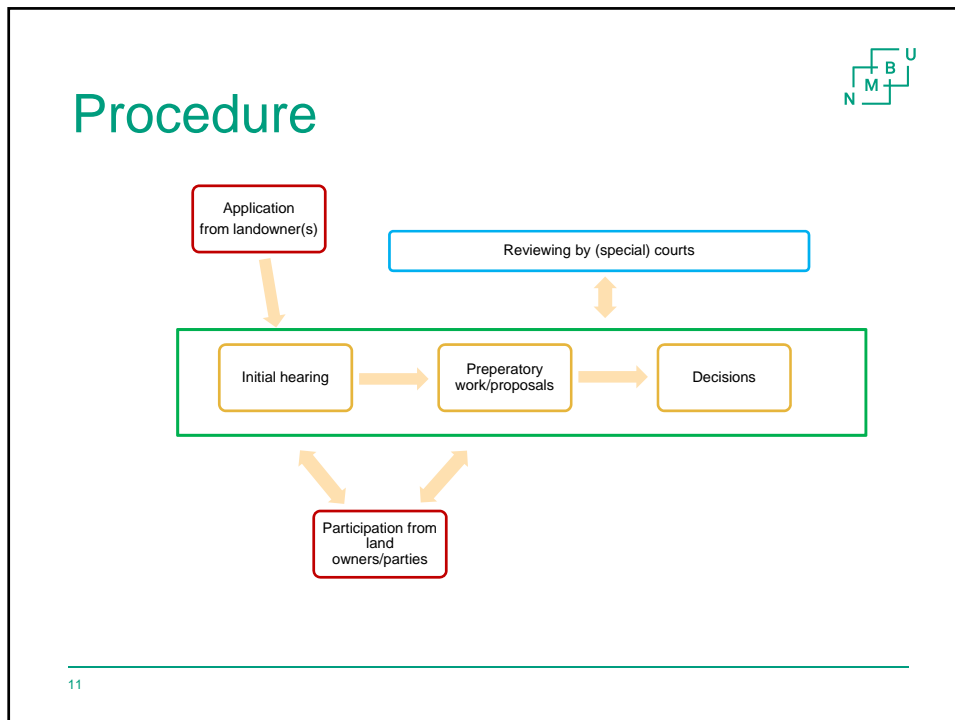 N M B U
Procedure
Application
from landowner(s)
Reviewing by (special) courts
Initial hearing
Preperatory
work/proposals
Decisions
Participation from
land
owners/parties
11